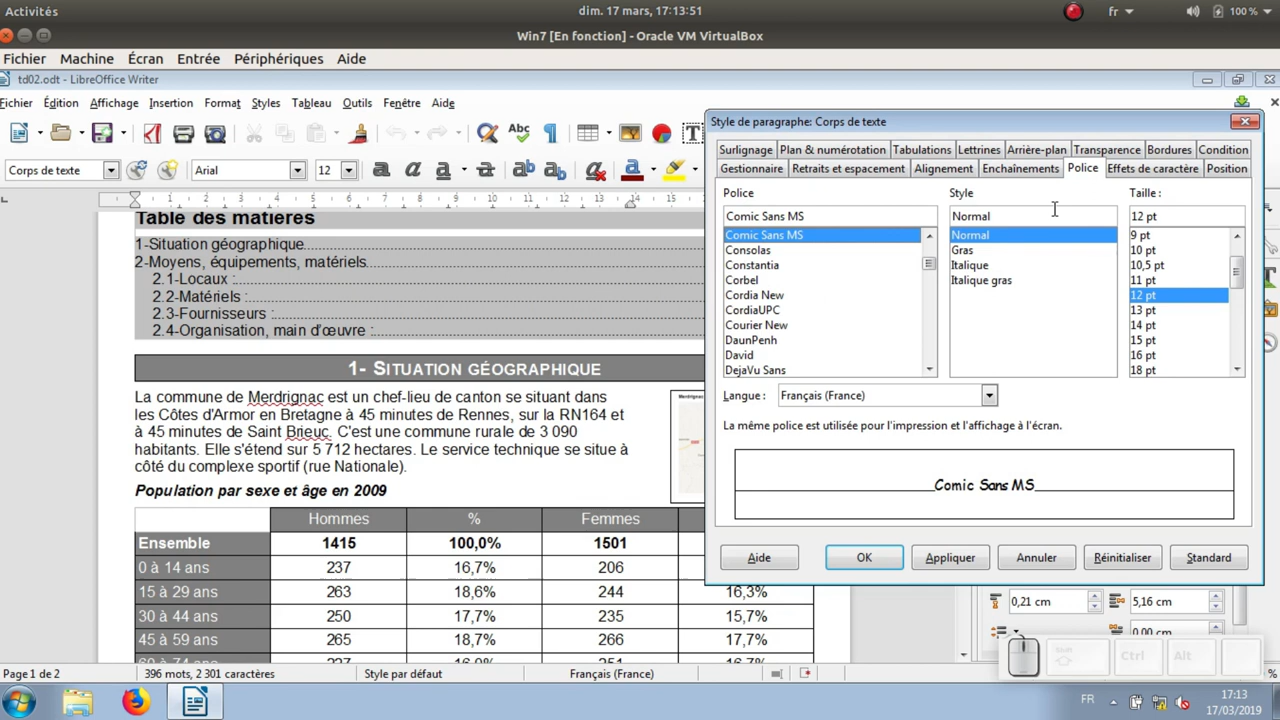 Activités
dim. 17 mars, 17:13:51
fr
100 %
Win7 [En fonction] - Oracle VM VirtualBox
Fichier Machine Écran Entrée Périphériques Aide
td02.odt - LibreOffice Writer
Fichier Édition Affichage Insertion Format Styles Tableau Outils Fenêtre Aide
Corps de texte
Arial
12
Table des matières
1-Situation géographique
2-Moyens, équipements, matériels
2.1-Locaux :
2.2-Matériels :
2.3-Fournisseurs :
2.4-Organisation, main d'œuvre :
1- SITUATION GÉOGRAPHIQUE
La commune de Merdrignac est un chef-lieu de canton se situant dans
les Côtes d'Armor en Bretagne à 45 minutes de Rennes, sur la RN164 et
à 45 minutes de Saint Brieuc. C'est une commune rurale de 3 090
habitants. Elle s'étend sur 5 712 hectares. Le service technique se situe à
côté du complexe sportif (rue Nationale).
Population par sexe et âge en 2009
Hommes % Femmes
Ensemble 1415 100,0% 1501
0 à 14 ans 237 16,7% 206
15 à 29 ans 263 18,6% 244 16,3%
30 à 44 ans 250 17,7% 235 15,7%
45 à 59 ans 265 18,7% 266 17,7%
Style de paragraphe: Corps de texte
Surlignage Plan & numérotation Tabulations Lettrines Arrière-plan Transparence Bordures Condition
Gestionnaire Retraits et espacement Alignement Enchaînements Police Effets de caractère Position
Police Style Taille :
Comic Sans MS Normal 12 pt
Comic Sans MS Normal 9 pt
Consolas Gras 10 pt
Constantia Italique 10,5 pt
Corbel Italique gras 11 pt
Cordia New 12 pt
CordiaUPC 13 pt
Courier New 14 pt
DaunPenh 15 pt
David 16 pt
DejaVu Sans 18 pt
Langue : Français (France)
La même police est utilisée pour l'impression et l'affichage à l'écran.
Comic Sans MS
Aide OK Appliquer Annuler Réinitialiser Standard
0,21 cm 5,16 cm
0,00 cm
Shift Ctrl Alt
Page 1 de 2
396 mots, 2 301 caractères
Style par défaut
Français (France)
%
FR
17:13
17/03/2019